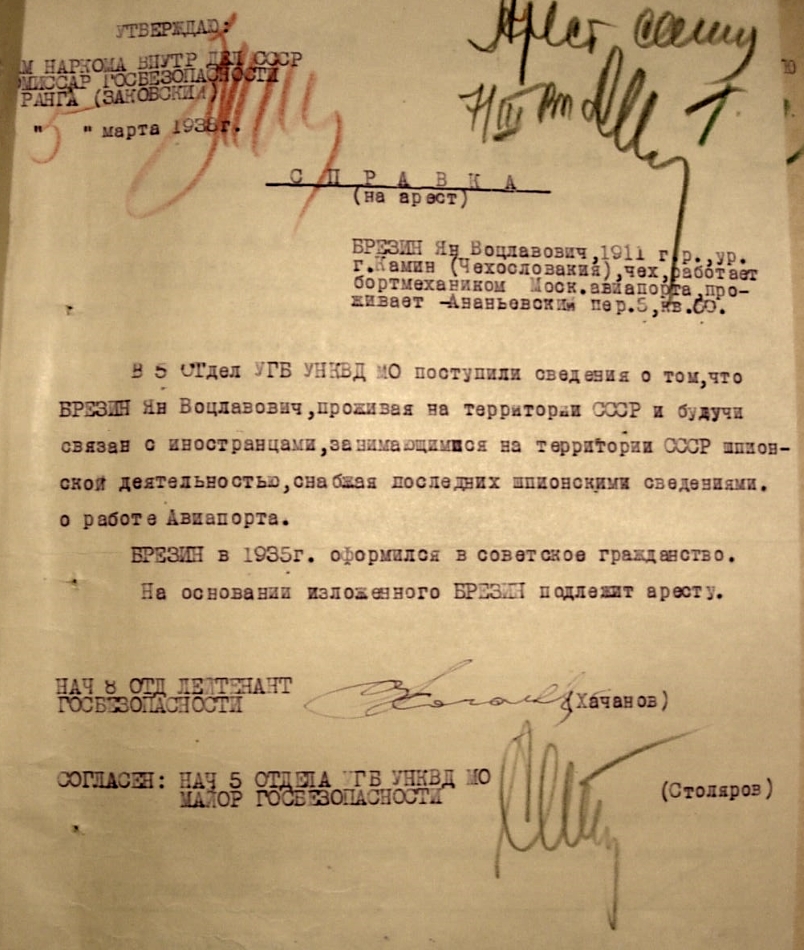 УТВЕРЖДАЮ:
М НАРКОМА ВНУТР ДЕЛ СССР
МИССАР ГОСБЕЗОПАСНОСТИ
РАНГА (ЗАКОВСКИЙ)
"5" марта 1938г.
Арест
7/III
СПРАВКА
(на арест)
БРЕЗИН Ян Воцлавович,1911 г.р.,ур.
г.Камин (Чехословакия),чех,работает
бортмехаником Моск.авиапорта,про-
живает -Ананьевский пер.5,кв.60.
В 5 Отдел УГБ УНКВД МО поступили сведения о том,что
БРЕЗИН Ян Воцлавович,проживая на территории СССР и будучи
связан с иностранцами,занимающимися на территории СССР шпион-
ской деятельностью,снабжая последних шпионскими сведениями.
о работе Авиапорта.
БРЕЗИН в 1935г. оформился в советское гражданство.
На основании изложенного БРЕЗИН подлежит аресту.
НАЧ 8 ОТД ЛЕЙТЕНАНТ
ГОСБЕЗОПАСНОСТИ
(Хачанов)
СОГЛАСЕН: НАЧ 5 ОТДЕЛА УГБ УНКВД МО
МАЙОР ГОСБЕЗОПАСНОСТИ
(Столяров)